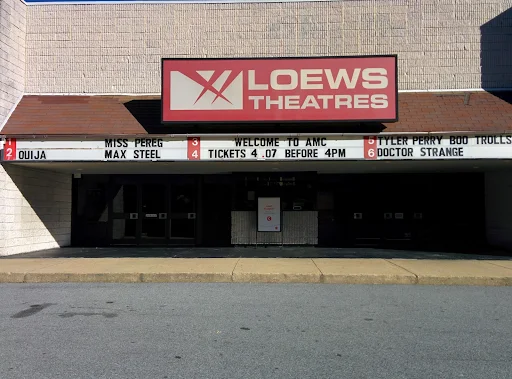 LOEWS
THEATRES
1 MISS PEREG
2 OUIJA MAX STEEL
3 WELCOME TO AMC
4 TICKETS 4 .07 BEFORE 4PM
5 TYLER PERRY BOO TROLLS
6 DOCTOR STRANGE